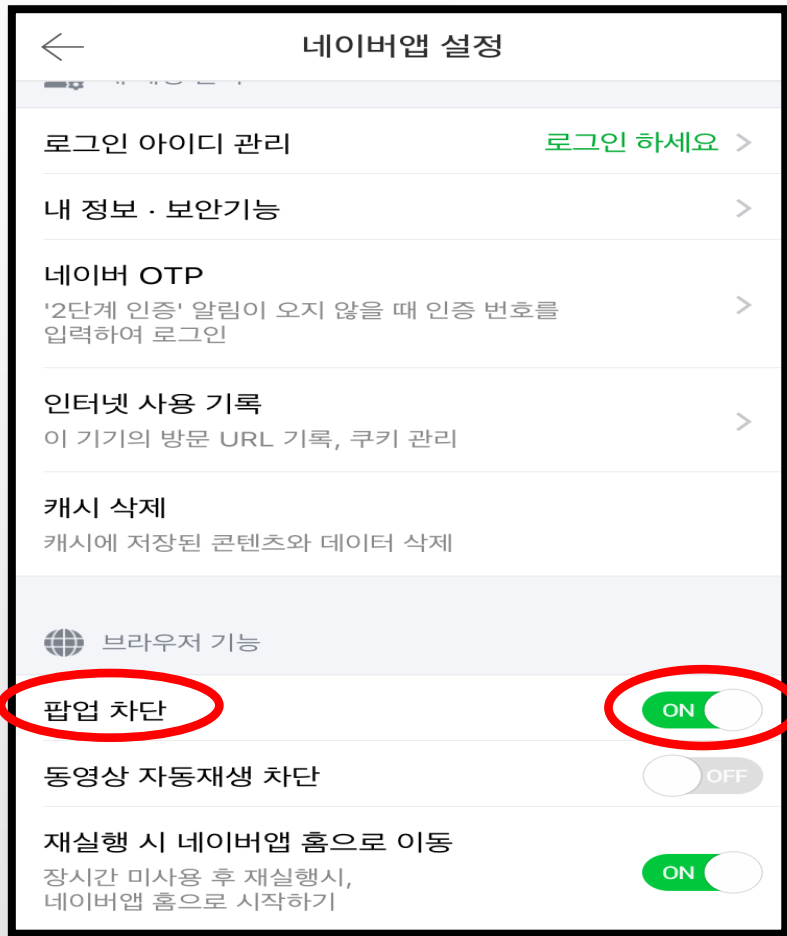 네이버앱 설정
로그인 아이디 관리 로그인 하세요
내 정보 · 보안기능
네이버 OTP
'2단계 인증' 알림이 오지 않을 때 인증 번호를
입력하여 로그인
인터넷 사용 기록
이 기기의 방문 URL 기록, 쿠키 관리
캐시 삭제
캐시에 저장된 콘텐츠와 데이터 삭제
브라우저 기능
팝업 차단 ON
동영상 자동재생 차단 OFF
재실행 시 네이버앱 홈으로 이동
장시간 미사용 후 재실행시, ON
네이버앱 홈으로 시작하기